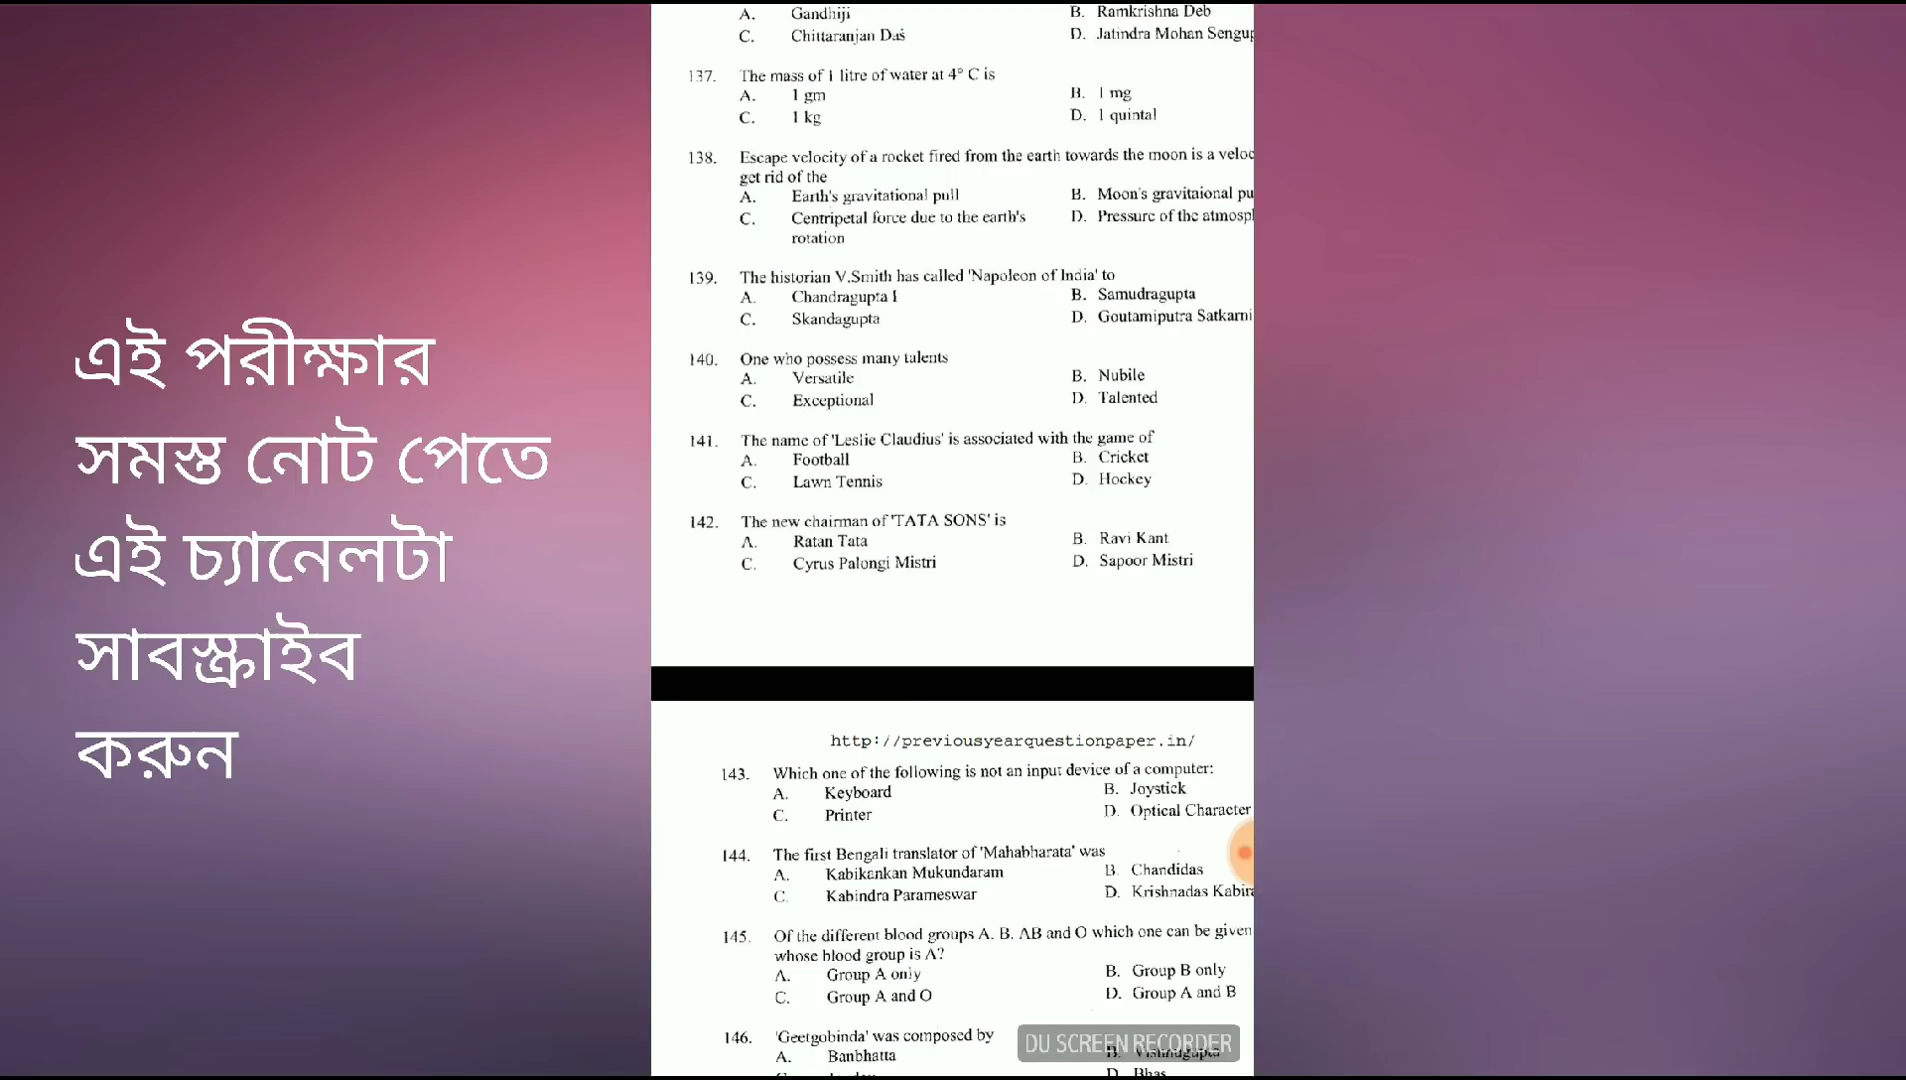 এই পরীক্ষার
সমস্ত নোট পেতে
এই চ্যানেলটা
সাবস্ক্রাইব
করুন
A. Gandhiji B. Ramkrishna Deb
C. Chittaranjan Das D. Jatindra Mohan
137. The mass of 1 litre of water at 4° C is
A. 1 gm B. 1 mg
C. 1 kg D. 1 quintal
138. Escape velocity of a rocket fired from the earth towards the moon is a
get rid of the
A. Earth's gravitational pull B. Moon's gravitaional
C. Centripetal force due to the earth's D. Pressure of the
rotation
139. The historian V.Smith has called 'Napoleon of India' to
A. Chandragupta I B. Samudragupta
C. Skandagupta D. Goutamiputra Satkarni
140. One who possess many talents
A. Versatile B. Nubile
C. Exceptional D. Talented
141. The name of 'Leslie Claudius' is associated with the game of
A. Football B. Cricket
C. Lawn Tennis D. Hockey
142. The new chairman of 'TATA SONS' is
A. Ratan Tata B. Ravi Kant
C. Cyrus Palongi Mistri D. Sapoor Mistri
http://previousyearquestionpaper.in/
143. Which one of the following is not an input device of a computer:
A. Keyboard B. Joystick
C. Printer D. Optical Character
144. The first Bengali translator of 'Mahabharata' was
A. Kabikankan Mukundaram B. Chandidas
C. Kabindra Parameswar D. Krishnadas
145. Of the different blood groups A. B. AB and O which one can be given
whose blood group is A?
A. Group A only B. Group B only
C. Group A and O D. Group A and B
146. 'Geetgobinda' was composed by
A. Banbhatta B.
D. Bhas
DU SCREEN RECORDER